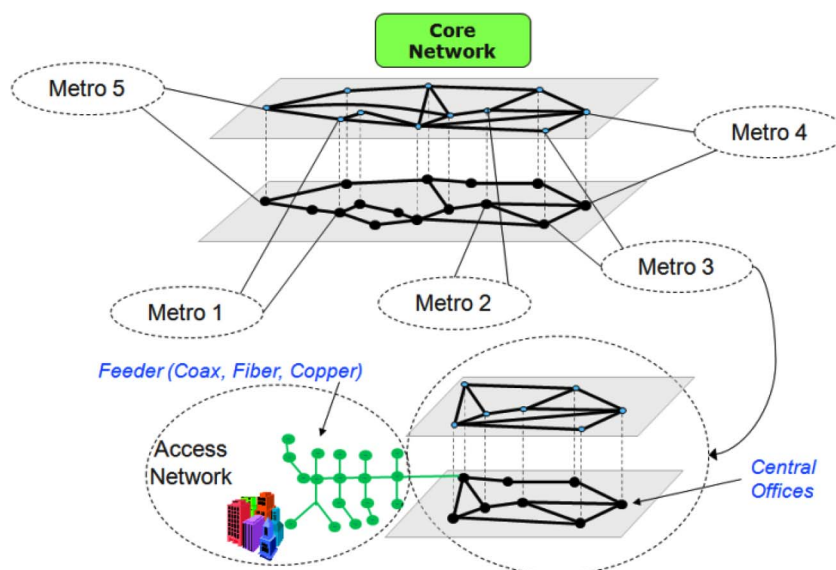 Core
Network
Metro 5
Metro 4
Metro 3
Metro 2
Metro 1
Feeder (Coax, Fiber, Copper)
Access
Network
Central
Offices